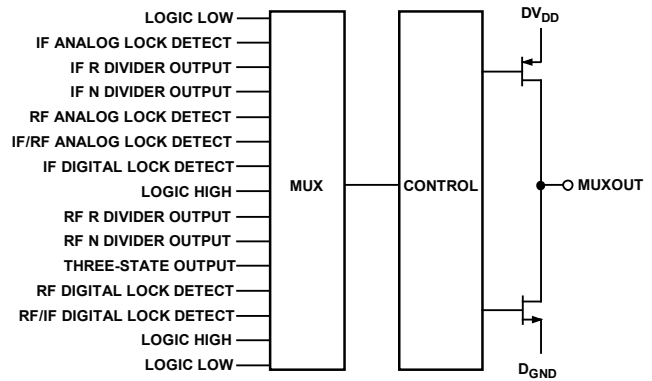 LOGIC LOW
IF ANALOG LOCK DETECT
IF R DIVIDER OUTPUT
IF N DIVIDER OUTPUT
RF ANALOG LOCK DETECT
IF/RF ANALOG LOCK DETECT
IF DIGITAL LOCK DETECT
LOGIC HIGH
RF R DIVIDER OUTPUT
RF N DIVIDER OUTPUT
THREE-STATE OUTPUT
RF DIGITAL LOCK DETECT
RF/IF DIGITAL LOCK DETECT
LOGIC HIGH
LOGIC LOW
MUX
CONTROL
DVDD
MUXOUT
DGND